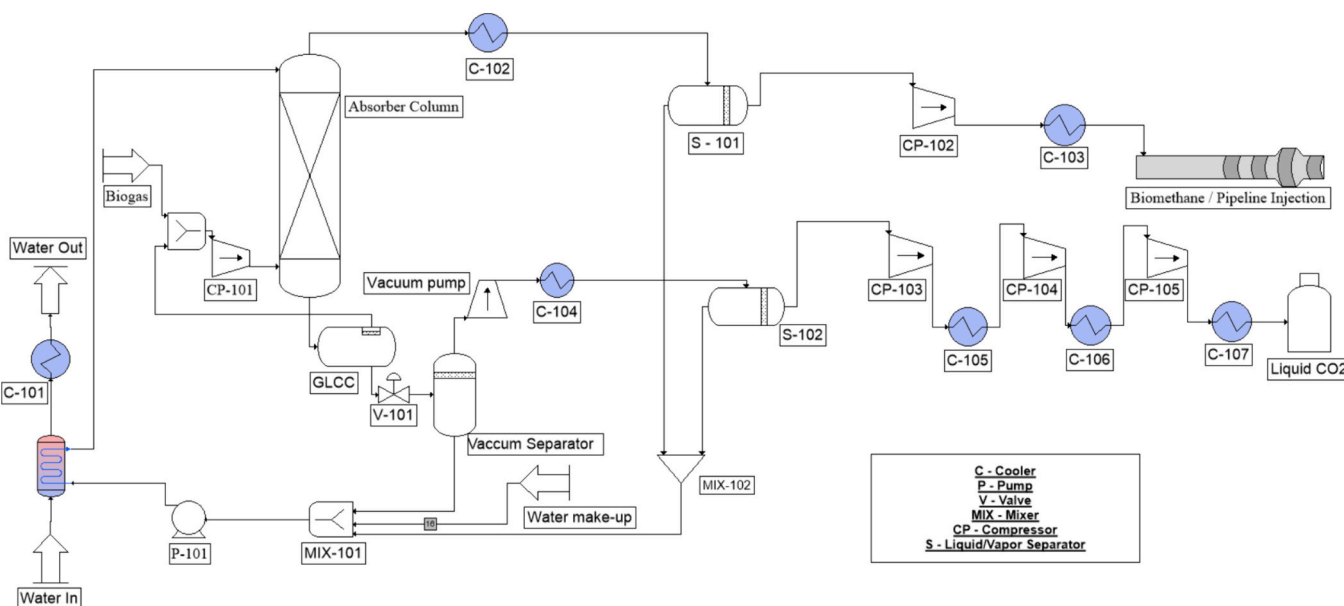 C-102
Absorber Column
S - 101
CP-102
C-103
Biomethane / Pipeline Injection
Biogas
CP-101
Water Out
Vacuum pump
C-104
S-102
CP-103
CP-104
CP-105
C-105
C-106
C-107
Liquid CO2
C-101
GLCC
V-101
Vaccum Separator
MIX-102
16
Water make-up
MIX-101
P-101
Water In
C - Cooler
P - Pump
V - Valve
MIX - Mixer
CP - Compressor
S - Liquid/Vapor Separator